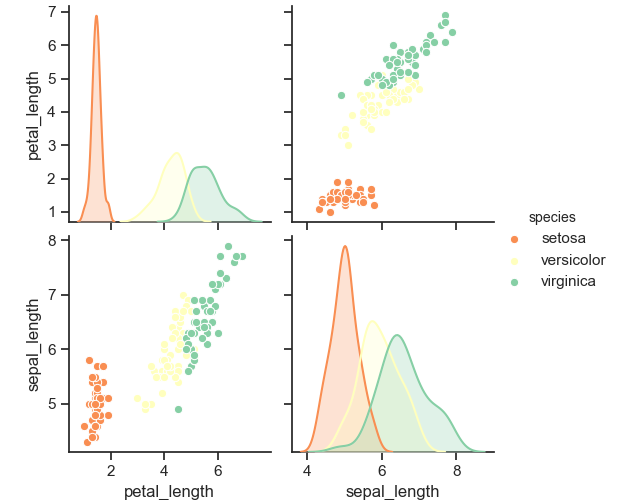 7
6
5
4
3
2
1
petal_length
species
setosa
versicolor
virginica
8
7
6
5
sepal_length
2 4 6
petal_length
4 6 8
sepal_length